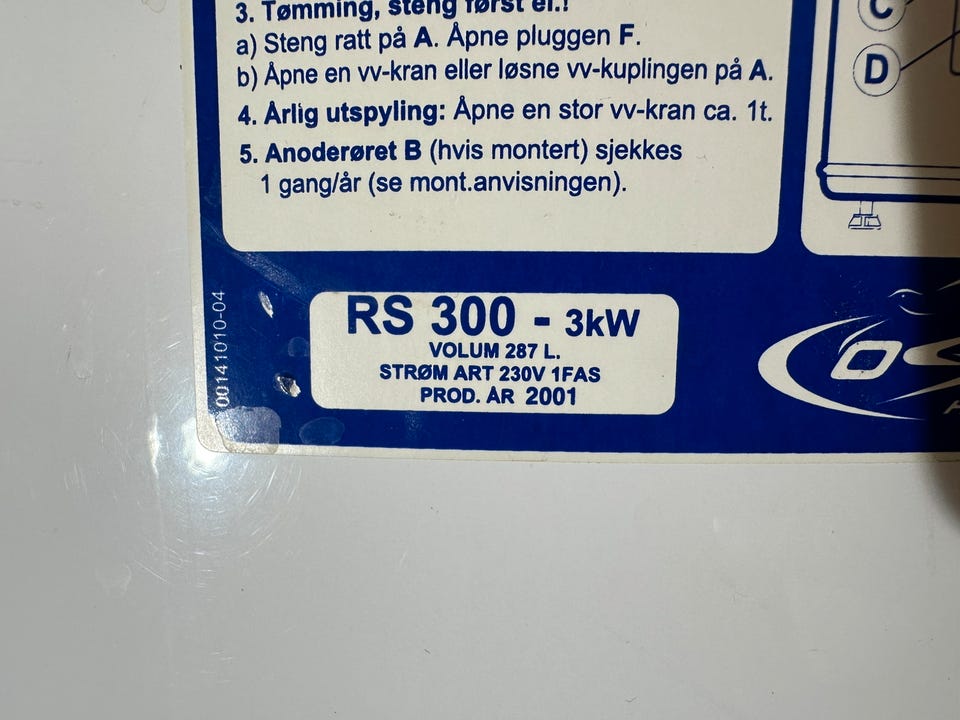 3. Tømming, steng først el.!
a) Steng ratt på A. Åpne pluggen F.
b) Åpne en vv-kran eller løsne vv-kuplingen på A.
4. Årlig utspyling: Åpne en stor vv-kran ca. 1t.
5. Anoderøret B (hvis montert) sjekkes
1 gang/år (se mont.anvisningen).
C
D
00141010-04
RS 300 - 3kW
VOLUM 287 L.
STRØM ART 230V 1FAS
PROD. ÅR 2001